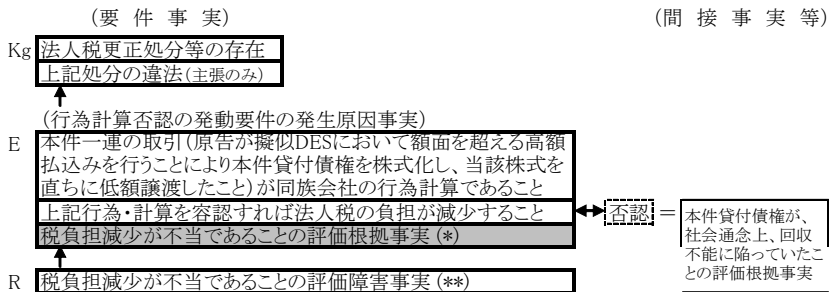 (要 件 事 実)
(間 接 事 実 等)
Kg 法人税更正処分等の存在
上記処分の違法(主張のみ)
(行為計算否認の発動要件の発生原因事実)
E 本件一連の取引(原告が擬似DESにおいて額面を超える高額
払込みを行うことにより本件貸付債権を株式化し、当該株式を
直ちに低額譲渡したこと)が同族会社の行為計算であること
上記行為・計算を容認すれば法人税の負担が減少すること
否認 =
本件貸付債権が、
社会通念上、回収
不能に陥っていたこ
との評価根拠事実
税負担減少が不当であることの評価根拠事実(*)
R 税負担減少が不当であることの評価障害事実(**)